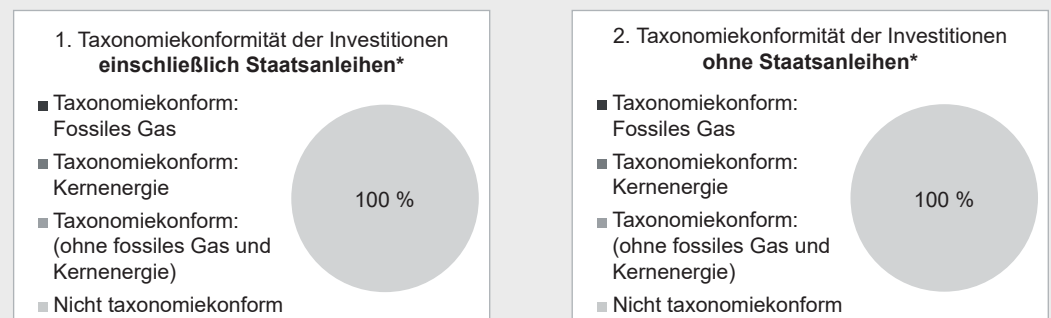 1. Taxonomiekonformität der Investitionen
einschließlich Staatsanleihen*
Taxonomiekonform:
Fossiles Gas
Taxonomiekonform:
Kernenergie
Taxonomiekonform:
(ohne fossiles Gas und
Kernenergie)
Nicht taxonomiekonform
100 %
2. Taxonomiekonformität der Investitionen
ohne Staatsanleihen*
Taxonomiekonform:
Fossiles Gas
Taxonomiekonform:
Kernenergie
Taxonomiekonform:
(ohne fossiles Gas und
Kernenergie)
Nicht taxonomiekonform
100 %